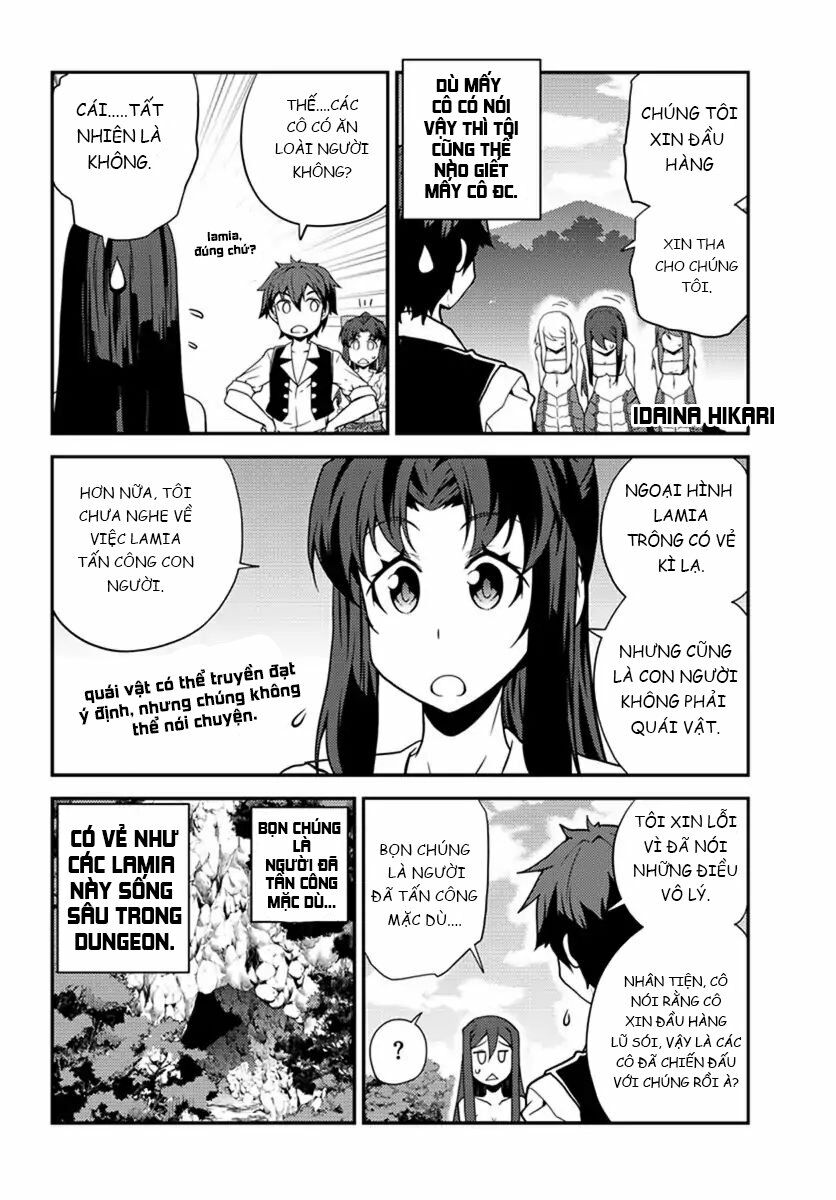 CHÚNG TÔI
XIN ĐẦU
HÀNG
XIN THA
CHO CHÚNG
TÔI.
DÙ MẤY
CÔ CÓ NÓI
VẬY THÌ TÔI
CŨNG THỂ
NÀO GIẾT
MẤY CÔ ĐC.
IDAINA HIKARI
THẾ....CÁC
CÔ CÓ ĂN
LOÀI NGƯỜI
KHÔNG?
lamia,
đúng chứ?
CÁI.....TẤT
NHIÊN LÀ
KHÔNG.
NGOẠI HÌNH
LAMIA
TRÔNG CÓ VẺ
KÌ LẠ.
NHƯNG CŨNG
LÀ CON NGƯỜI
KHÔNG PHẢI
QUÁI VẬT.
HƠN NỮA, TÔI
CHƯA NGHE VỀ
VIỆC LAMIA
TẤN CÔNG CON
NGƯỜI.
quái vật có thể truyền đạt
ý định, nhưng chúng không
thể nói chuyện.
TÔI XIN LỖI
VÌ ĐÃ NÓI
NHỮNG ĐIỀU
VÔ LÝ.
NHÂN TIỆN, CÔ
NÓI RẰNG CÔ
XIN ĐẦU HÀNG
LŨ SÓI, VẬY LÀ CÁC
CÔ ĐÃ CHIẾN ĐẤU
VỚI CHÚNG RỒI À?
BỌN CHÚNG
LÀ NGƯỜI
ĐÃ TẤN CÔNG
MẶC DÙ....
?
BỌN CHÚNG
LÀ
NGƯỜI ĐÃ
TẤN CÔNG
MẶC DÙ...
CÓ VẺ NHƯ
CÁC LAMIA
NÀY SỐNG
SÂU TRONG
DUNGEON.